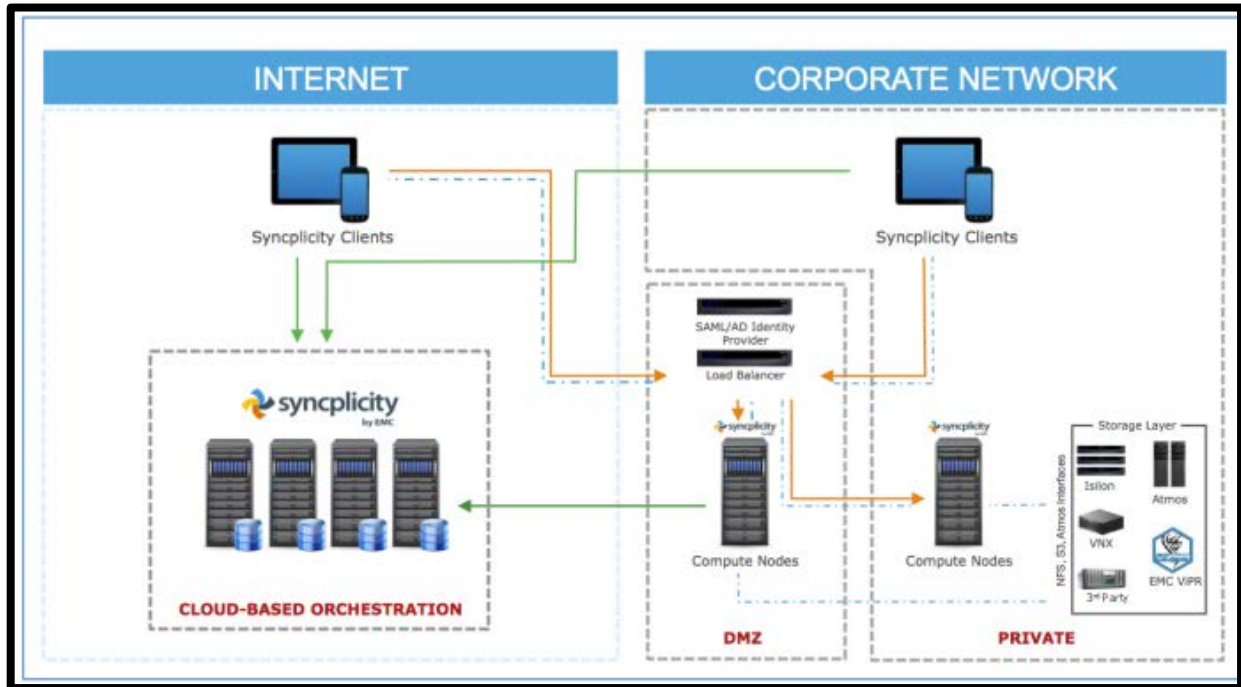 INTERNET
CORPORATE NETWORK
Syncplicity Clients
Syncplicity Clients
SAML/AD Identity
Provider
Load Balancer
syncplicity
by EMC
syncplicity
syncplicity
Storage Layer
Isilon
Atmos
VNX
EMC ViPR
3rd Party
NFS, S3, Atmos Interfaces
Compute Nodes
Compute Nodes
CLOUD-BASED ORCHESTRATION
DMZ
PRIVATE